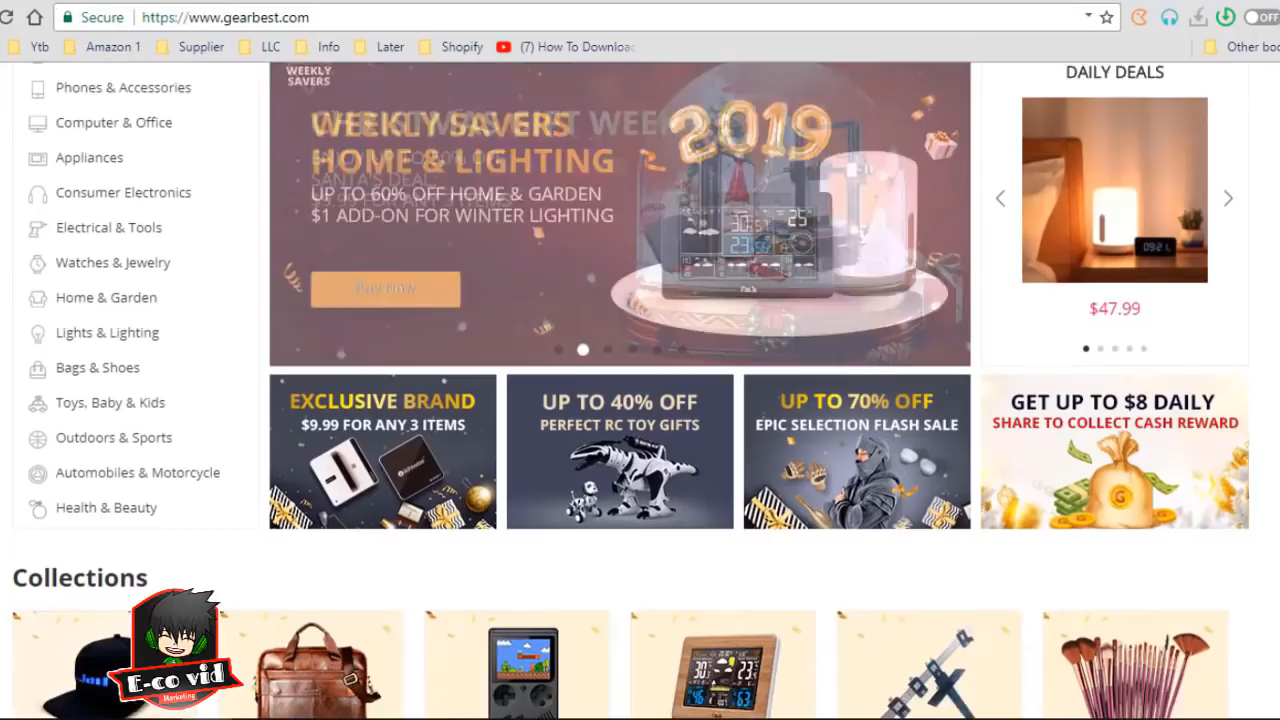 Secure
https://www.gearbest.com
OFF
Ytb
Amazon 1
Supplier
LLC
Info
Later
Shopify
(7) How To Downloa
Other boo
Phones & Accessories
Computer & Office
Appliances
Consumer Electronics
Electrical & Tools
Watches & Jewelry
Home & Garden
Lights & Lighting
Bags & Shoes
Toys, Baby & Kids
Outdoors & Sports
Automobiles & Motorcycle
Health & Beauty
WEEKLY
SAVERS
WEEKLY SAVERS
HOME & LIGHTING
UP TO 60% OFF HOME & GARDEN
$1 ADD-ON FOR WINTER LIGHTING
Buy Now
2019
DAILY DEALS
$47.99
EXCLUSIVE BRAND
$9.99 FOR ANY 3 ITEMS
UP TO 40% OFF
PERFECT RC TOY GIFTS
UP TO 70% OFF
EPIC SELECTION FLASH SALE
GET UP TO $8 DAILY
SHARE TO COLLECT CASH REWARD
G
Collections
E-co vid
Marketing